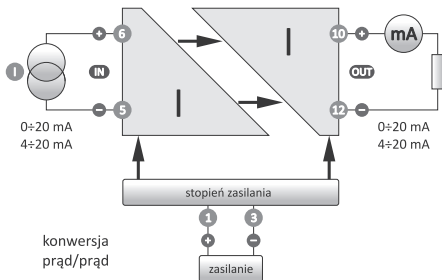 + 6
I IN I
- 5
0÷20 mA
4÷20 mA
10 + mA
I OUT
12 -
0÷20 mA
4÷20 mA
stopień zasilania
1 3
+ -
konwersja
prąd/prąd
zasilanie